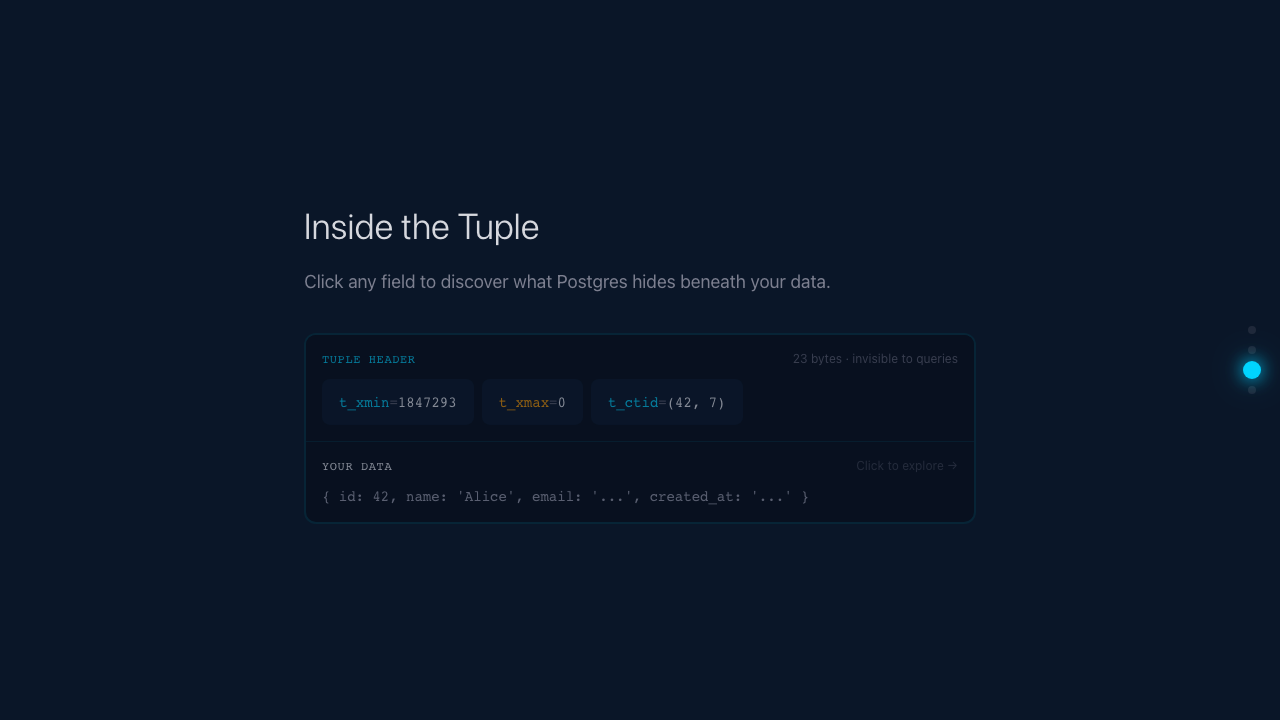 Inside the Tuple
Click any field to discover what Postgres hides beneath your data.
TUPLE HEADER 23 bytes · invisible to queries
t_xmin=1847293 t_xmax=0 t_ctid=(42, 7)
YOUR DATA Click to explore →
{ id: 42, name: 'Alice', email: '...', created_at: '...' }